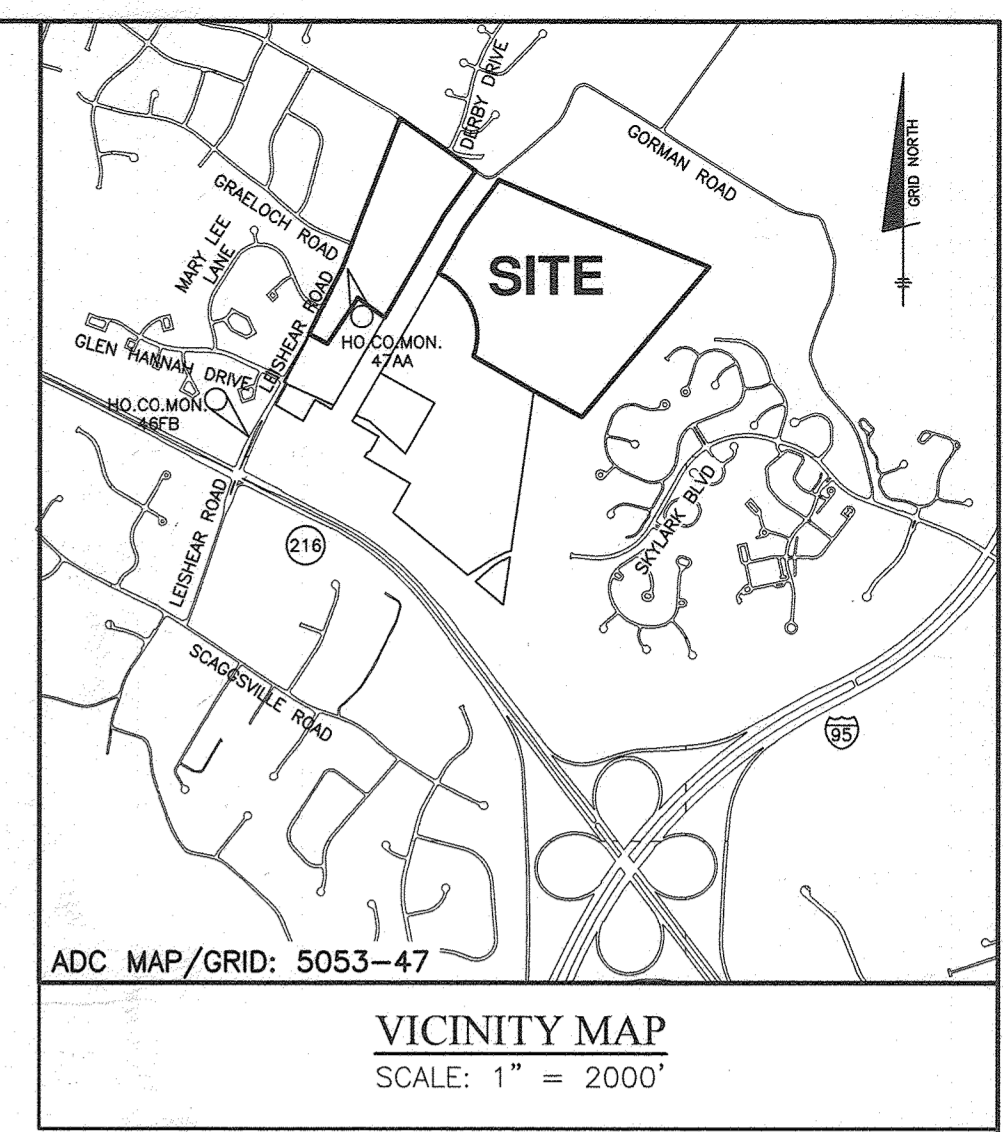 DERBY DRIVE
GORMAN ROAD
GRID NORTH
GRAELOCH ROAD
MARY LEE
LANE
SITE
LEISHEAR ROAD
HO.CO.MON.
47AA
GLEN HANNAH DRIVE
HO.CO.MON.
46FB
SKYLARK BLVD
LEISHEAR ROAD
216
SCAGGSVILLE ROAD
95
ADC MAP/GRID: 5053-47
VICINITY MAP
SCALE: 1" = 2000'